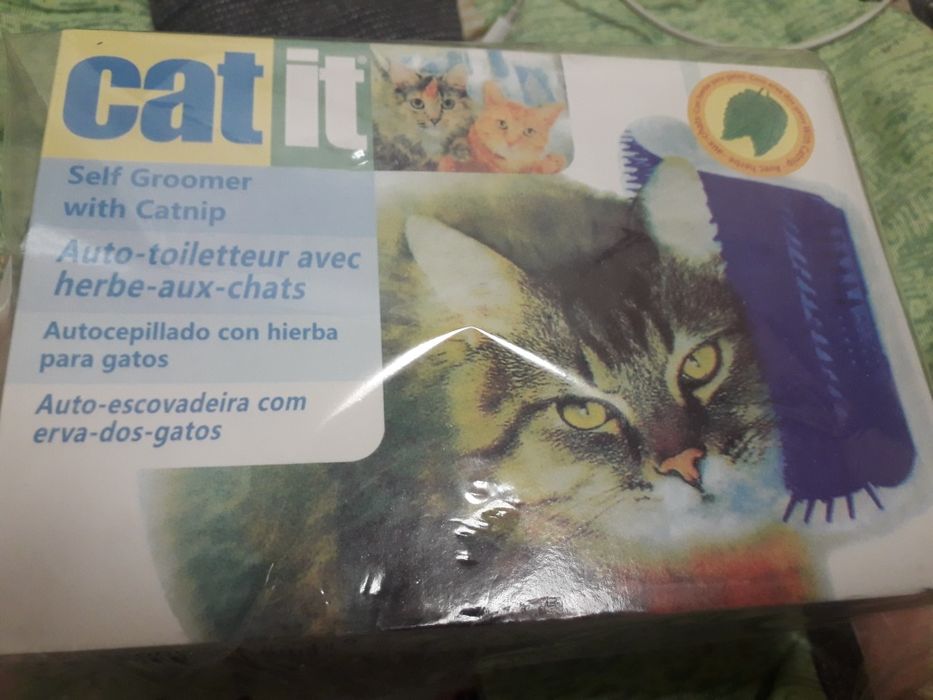 cat it
Self Groomer
with Catnip
Auto-toiletteur avec
herbe-aux-chats
Autocepillado con hierba
para gatos
Auto-escovadeira com
erva-dos-gatos